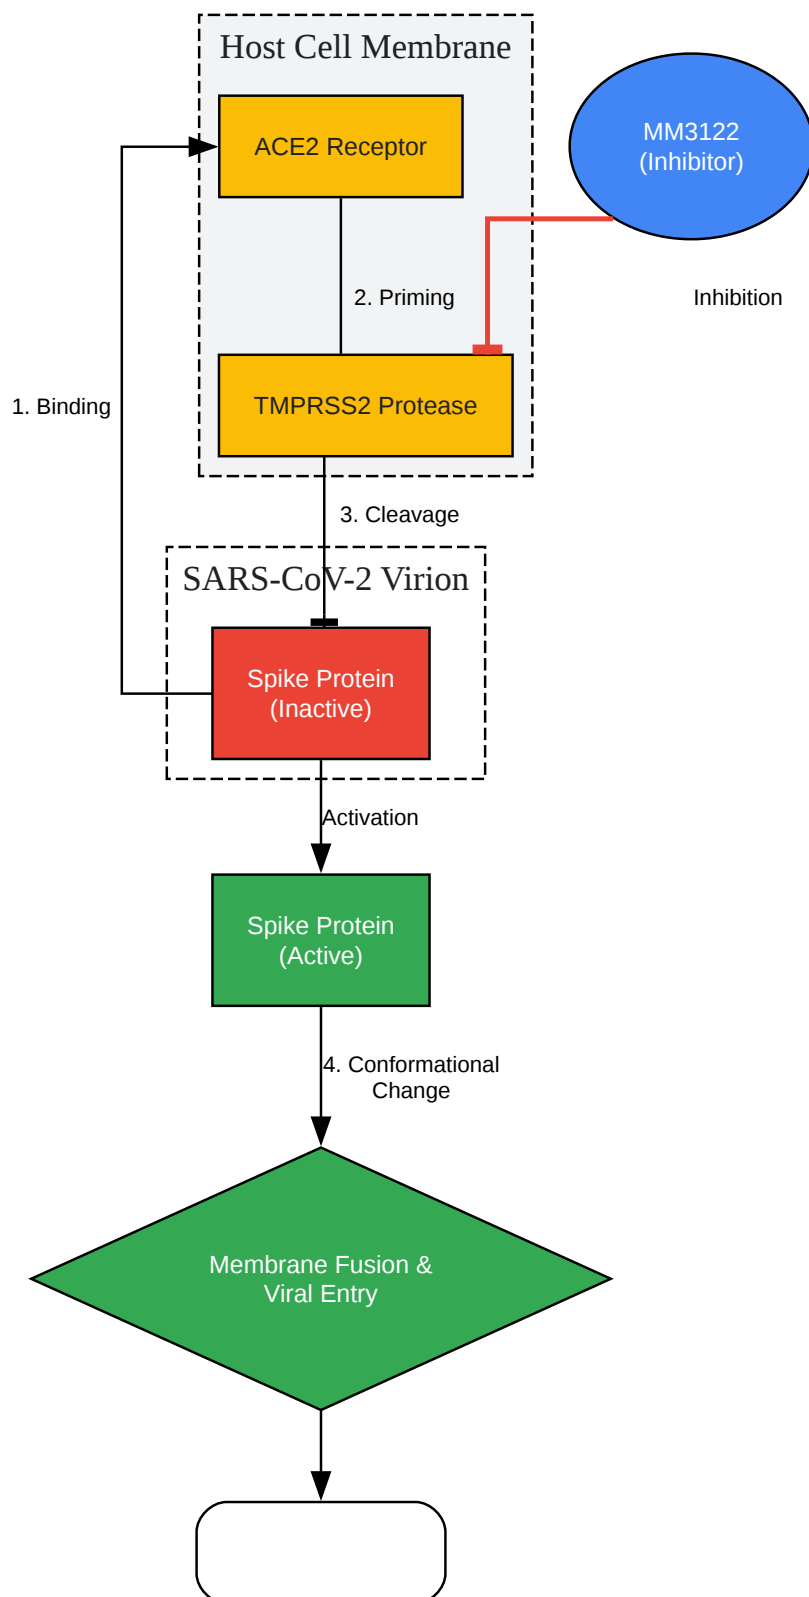 Host Cell Membrane
ACE2 Receptor
MM3122
(Inhibitor)
2. Priming
Inhibition
TMPRSS2 Protease
1. Binding
3. Cleavage
SARS-CoV-2 Virion
Spike Protein
(Inactive)
Activation
Spike Protein
(Active)
4. Conformational
Change
Membrane Fusion &
Viral Entry